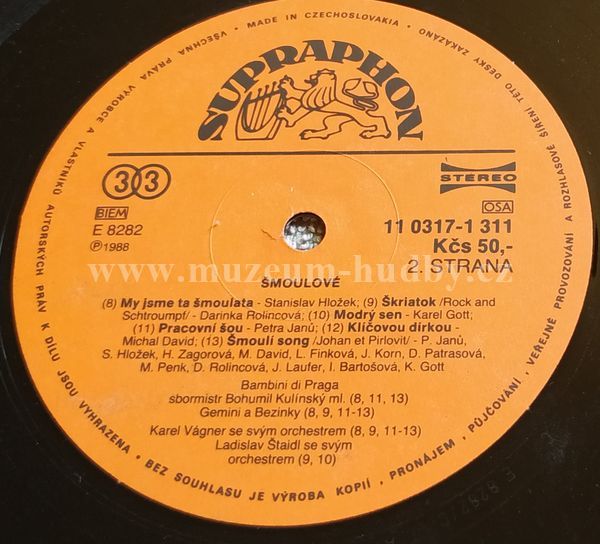 • MADE IN CZECHOSLOVAKIA • VŠECHNA PRÁVA VÝROBCE A VLASTNÍKŮ AUTORSKÝCH PRÁV K DÍLU JSOU VYHRAZENA • BEZ SOUHLASU JE VÝROBA KOPIÍ, PRONÁJEM, PŮJČOVÁNÍ, VEŘEJNÉ PROVOZOVÁNÍ A ROZHLASOVÉ ŠÍŘENÍ TÉTO DESKY ZAKÁZÁNO
SUPRAPHON
33
STEREO
BIEM
OSA
E 8282
11 0317-1 311
℗ 1988
Kčs 50,-
2. STRANA
www.muzeum-hudby.cz
ŠMOULOVÉ
(8) My jsme ta šmoulata - Stanislav Hložek; (9) Škriatok /Rock and
Schtroumpf/ - Darinka Rolincová; (10) Modrý sen - Karel Gott;
(11) Pracovní šou - Petra Janů; (12) Klíčovou dírkou -
Michal David; (13) Šmoulí song /Johan et Pirlovit/ - P. Janů,
S. Hložek, H. Zagorová, M. David, L. Finková, J. Korn, D. Patrasová,
M. Penk, D. Rolincová, J. Laufer, I. Bartošová, K. Gott
Bambini di Praga
sbormistr Bohumil Kulínský ml. (8, 11, 13)
Gemini a Bezinky (8, 9, 11-13)
Karel Vágner se svým orchestrem (8, 9, 11-13)
Ladislav Štaidl se svým
orchestrem (9, 10)